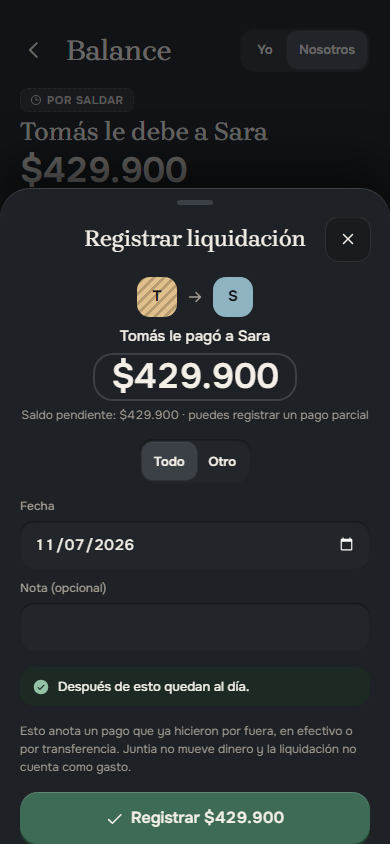 Balance
Yo
Nosotros
POR SALDAR
Tomás le debe a Sara
$429.900
Registrar liquidación
T → S
Tomás le pagó a Sara
$429.900
Saldo pendiente: $429.900 · puedes registrar un pago parcial
Todo
Otro
Fecha
11/07/2026
Nota (opcional)
Después de esto quedan al día.
Esto anota un pago que ya hicieron por fuera, en efectivo o
por transferencia. Juntia no mueve dinero y la liquidación no
cuenta como gasto.
Registrar $429.900